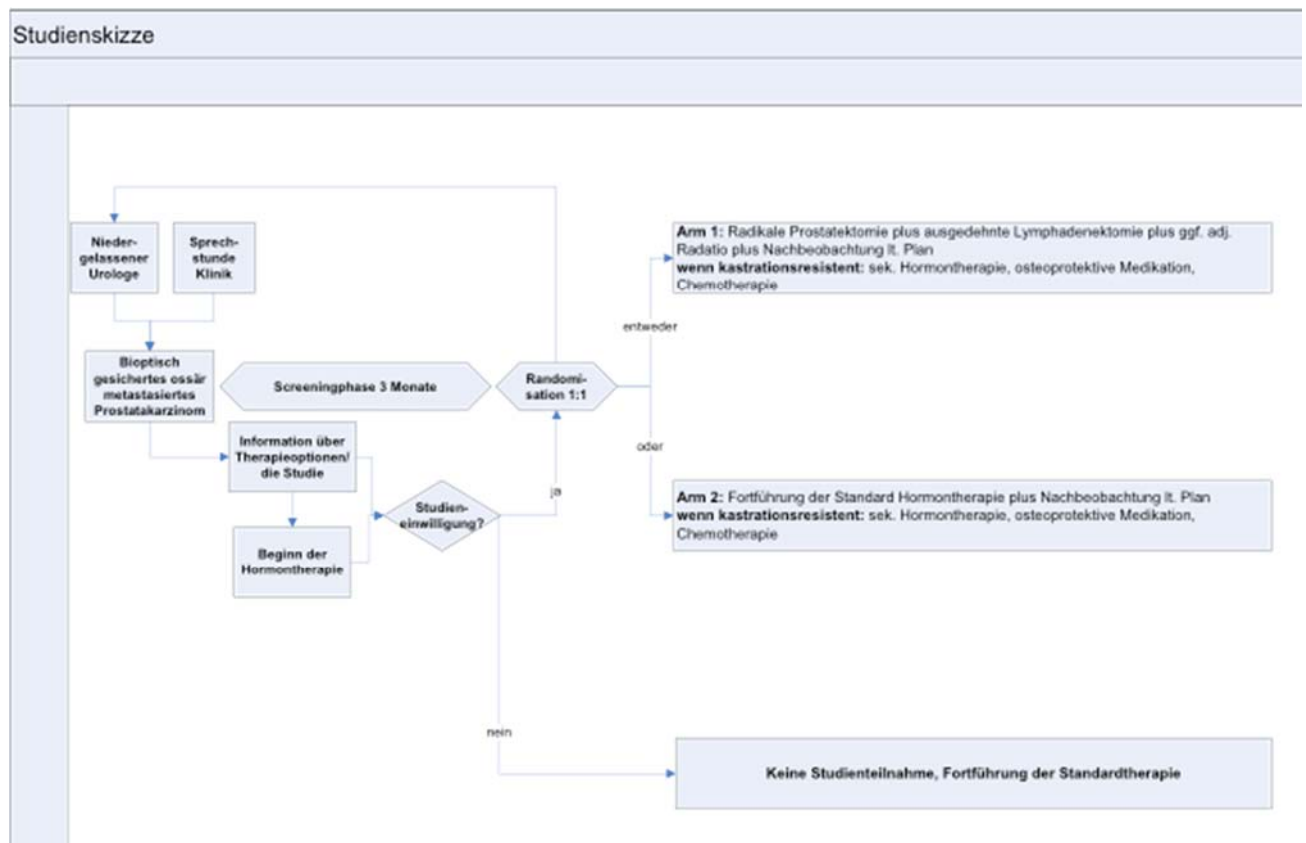 Studienskizze
Nieder-
gelassener
Urologe
Sprech-
stunde
Klinik
Bioptisch
gesichertes ossär
metastasiertes
Prostatakarzinom
Screeningphase 3 Monate
Information über
Therapieoptionen/
die Studie
Beginn der
Hormontherapie
Studien-
einwilligung?
ja
nein
Randomi-
sation 1:1
entweder
oder
Arm 1: Radikale Prostatektomie plus ausgedehnte Lymphadenektomie plus ggf. adj.
Radatio plus Nachbeobachtung lt. Plan
wenn kastrationsresistent: sek. Hormontherapie, osteoprotektive Medikation,
Chemotherapie
Arm 2: Fortführung der Standard Hormontherapie plus Nachbeobachtung lt. Plan
wenn kastrationsresistent: sek. Hormontherapie, osteoprotektive Medikation,
Chemotherapie
Keine Studienteilnahme, Fortführung der Standardtherapie